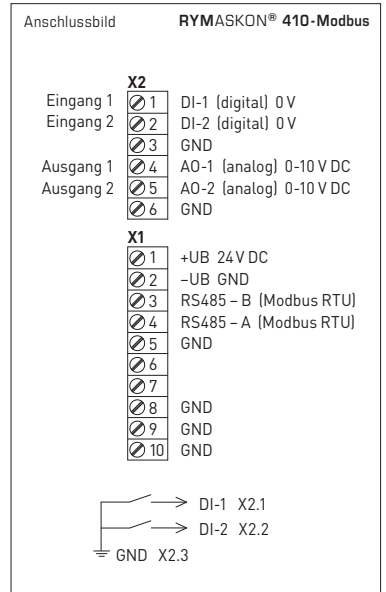 Anschlussbild RYMASKON® 410-Modbus
X2
Eingang 1 1 DI-1 (digital) 0 V
Eingang 2 2 DI-2 (digital) 0 V
3 GND
Ausgang 1 4 AO-1 (analog) 0-10 V DC
Ausgang 2 5 AO-2 (analog) 0-10 V DC
6 GND
X1
1 +UB 24 V DC
2 –UB GND
3 RS485 – B (Modbus RTU)
4 RS485 – A (Modbus RTU)
5 GND
6
7
8 GND
9 GND
10 GND
DI-1 X2.1
DI-2 X2.2
GND X2.3